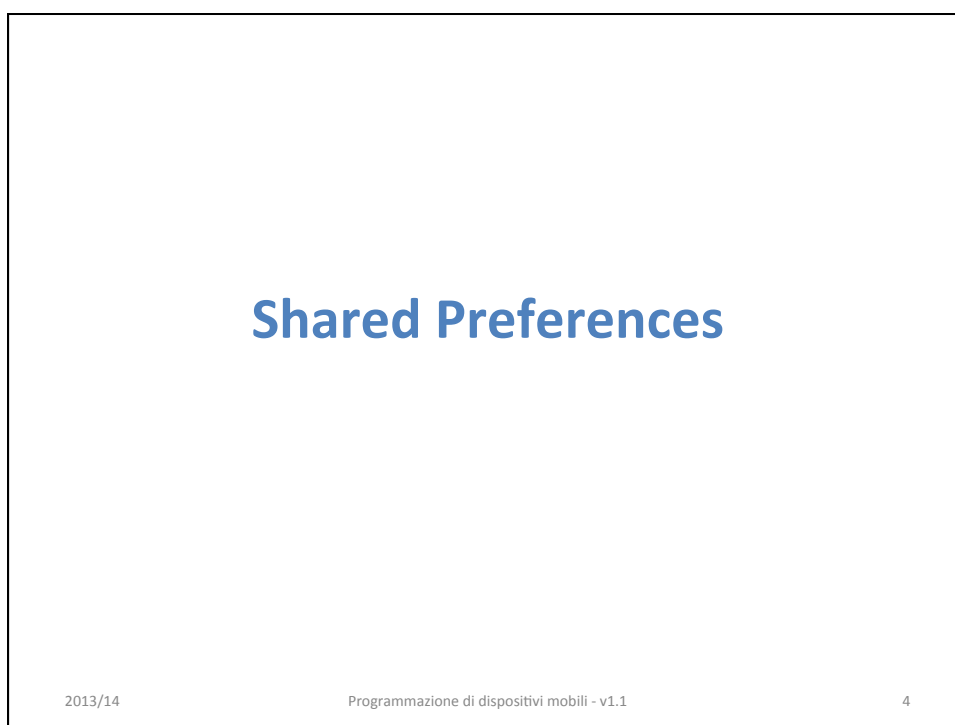 Shared Preferences
2013/14
Programmazione di dispositivi mobili - v1.1
4